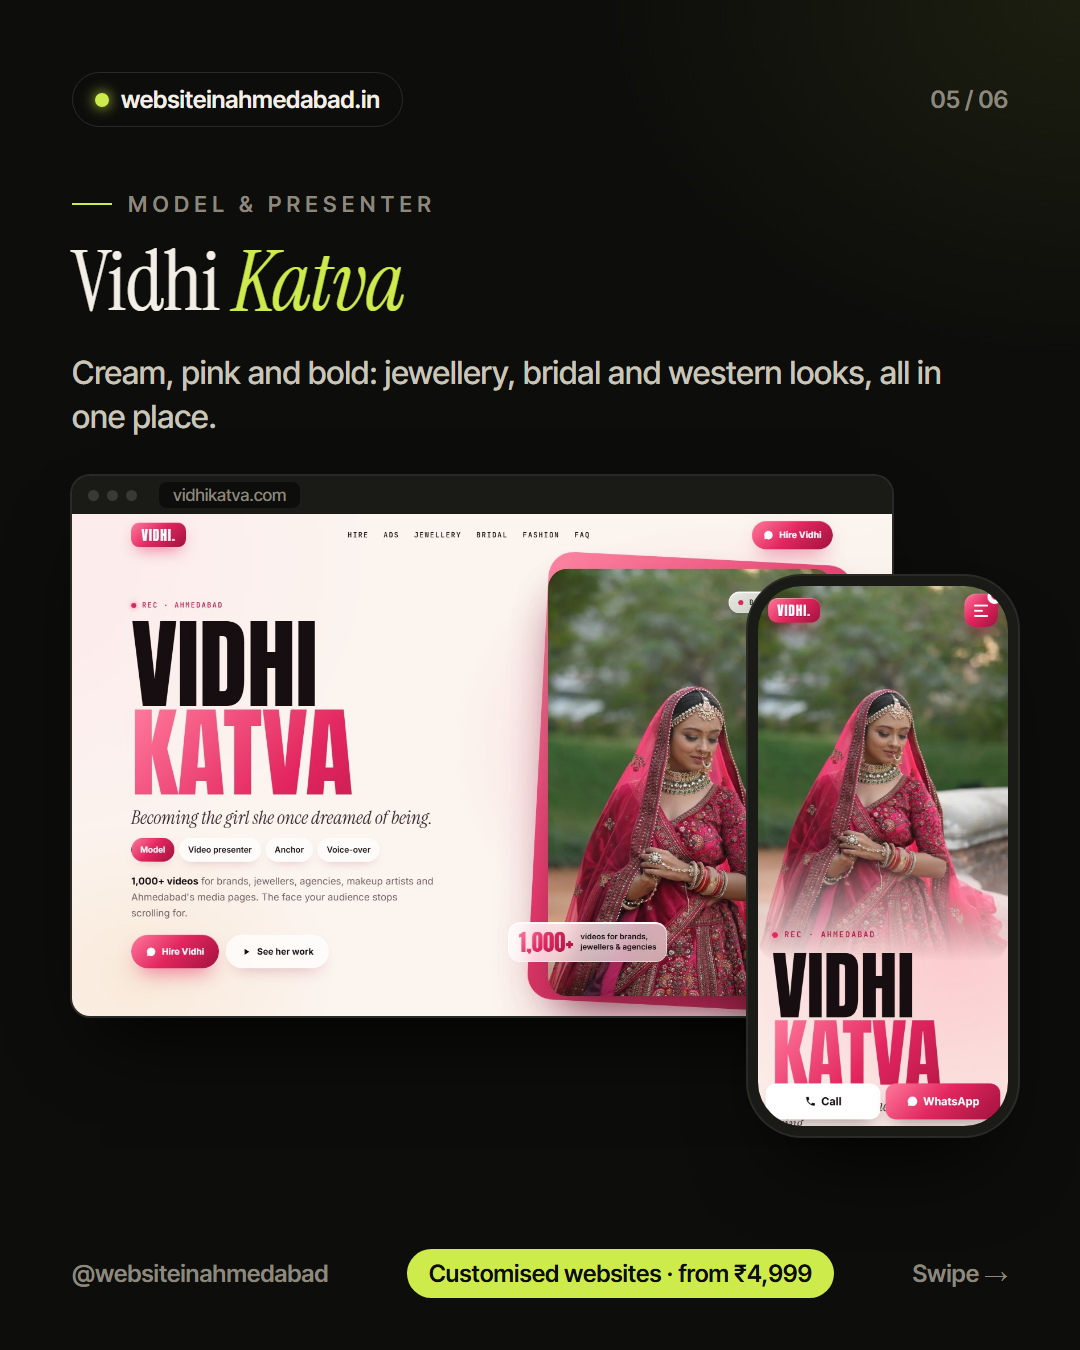 websiteinahmedabad.in
05 / 06
MODEL & PRESENTER
Vidhi Katva
Cream, pink and bold: jewellery, bridal and western looks, all in
one place.
vidhikatva.com
VIDHI.
HIRE ADS JEWELLERY BRIDAL FASHION FAQ
Hire Vidhi
REC · AHMEDABAD
VIDHI
KATVA
Becoming the girl she once dreamed of being.
Model Video presenter Anchor Voice-over
1,000+ videos for brands, jewellers, agencies, makeup artists and
Ahmedabad's media pages. The face your audience stops
scrolling for.
Hire Vidhi See her work
1,000+ videos for brands,
jewellers & agencies
VIDHI.
REC · AHMEDABAD
VIDHI
KATVA
Call WhatsApp
@websiteinahmedabad
Customised websites · from ₹4,999
Swipe →